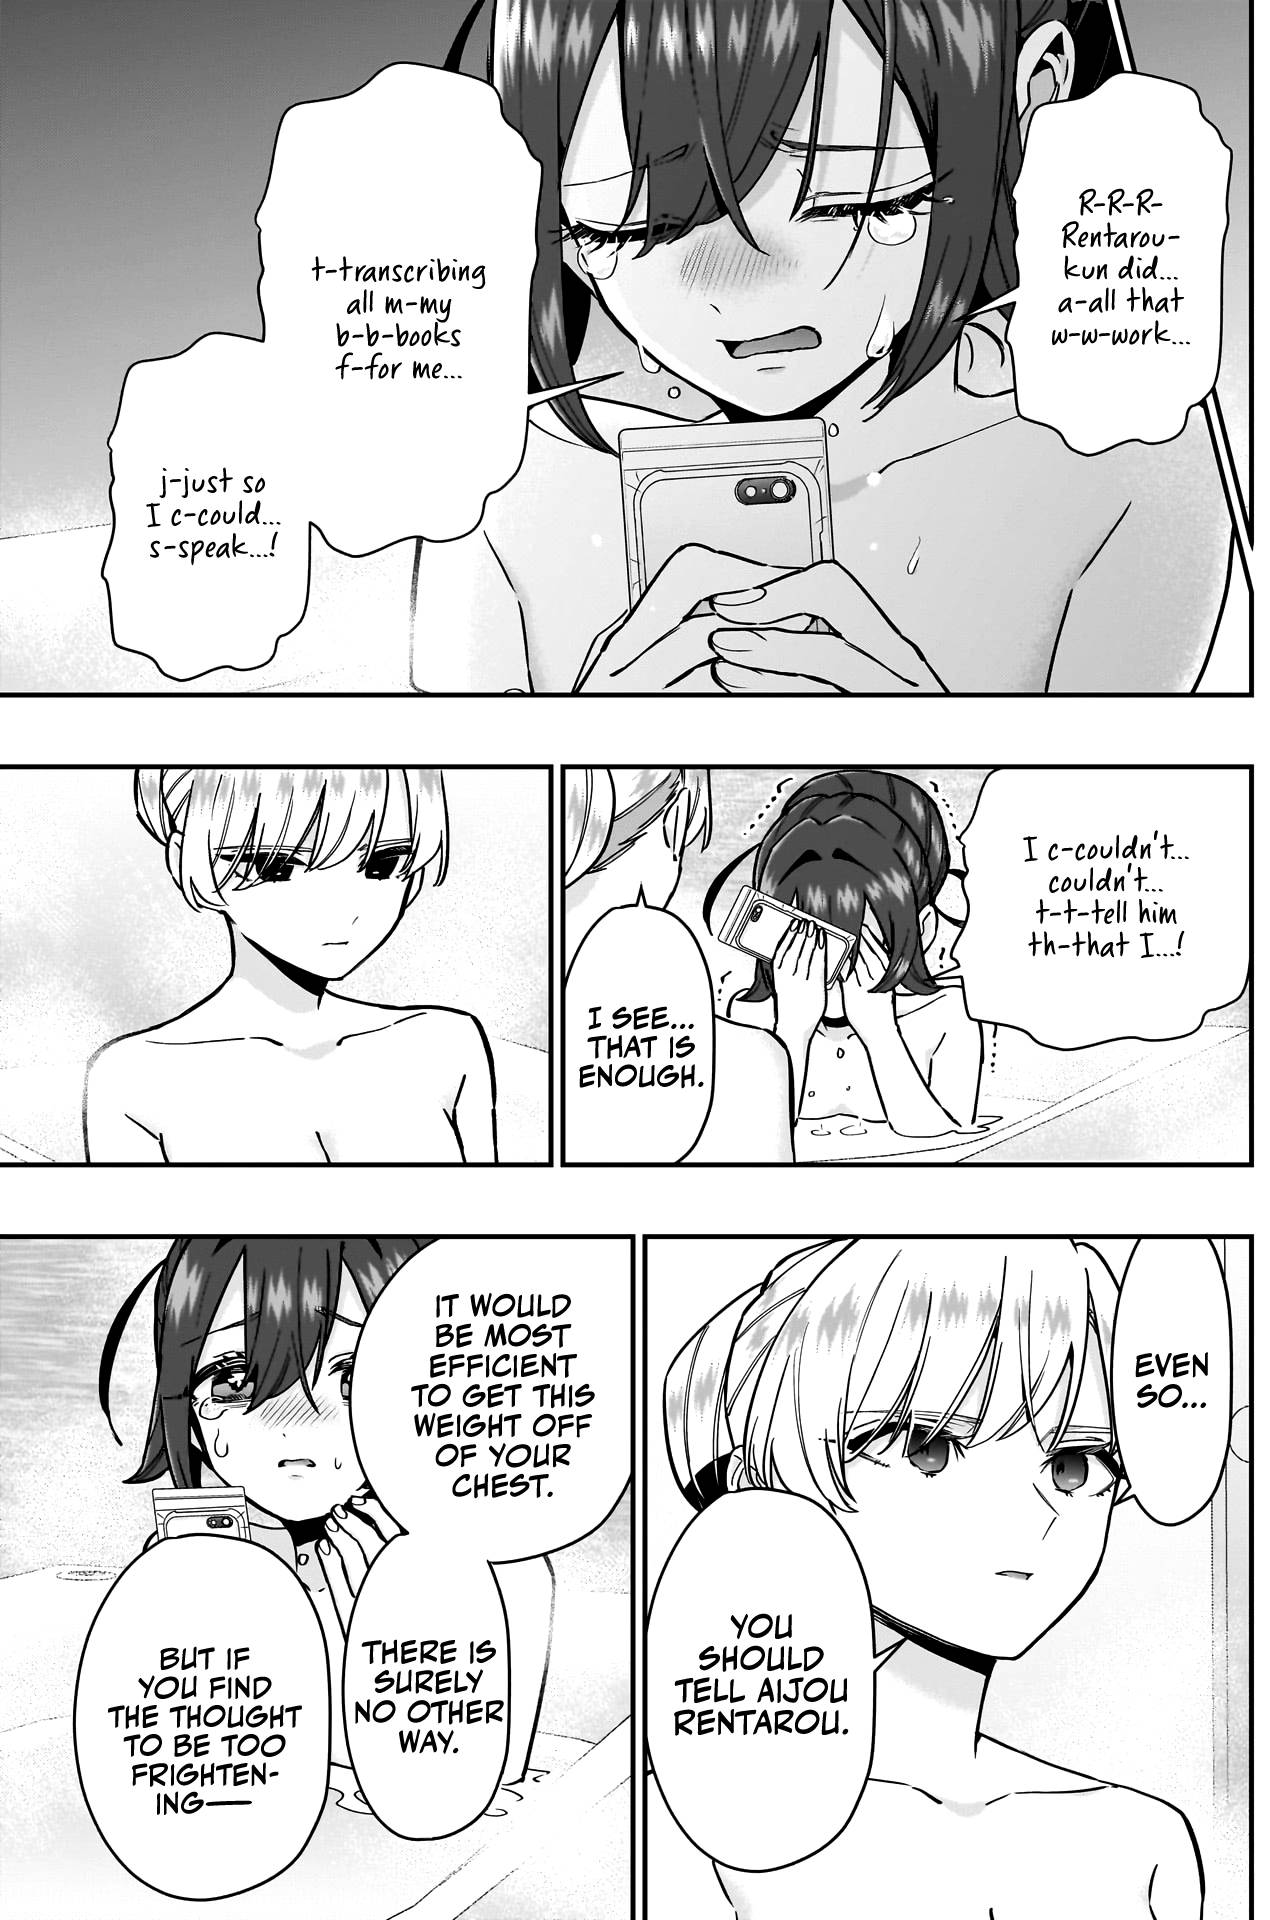 R-R-R-
Rentarou-
kun did...
a-all that
w-w-work...
t-transcribing
all m-my
b-b-books
f-for me...
j-just so
I c-could...
s-speak...!
I c-couldn't...
couldn't...
t-t-tell him
th-that I...!
I SEE...
THAT IS
ENOUGH.
EVEN
SO...
YOU
SHOULD
TELL AIJOU
RENTAROU.
IT WOULD
BE MOST
EFFICIENT
TO GET THIS
WEIGHT OFF
OF YOUR
CHEST.
THERE IS
SURELY
NO OTHER
WAY.
BUT IF
YOU FIND
THE THOUGHT
TO BE TOO
FRIGHTEN-
ING—